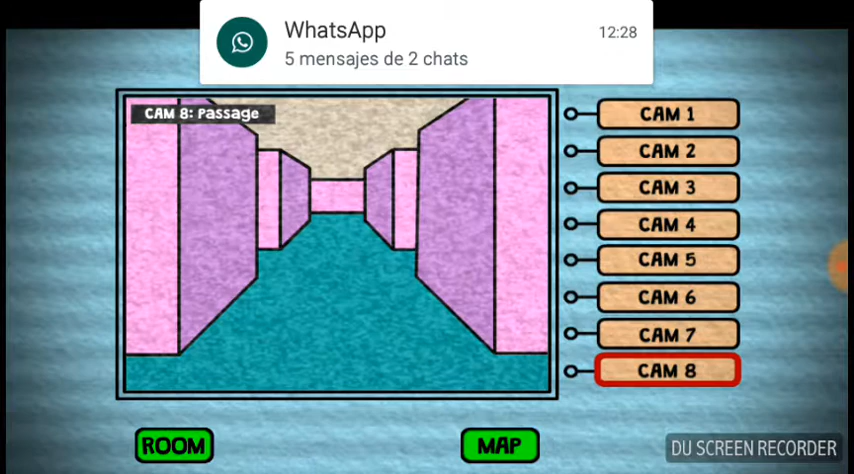 WhatsApp
12:28
5 mensajes de 2 chats
CAM 8: Passage
CAM 1
CAM 2
CAM 3
CAM 4
CAM 5
CAM 6
CAM 7
CAM 8
ROOM
MAP
DU SCREEN RECORDER